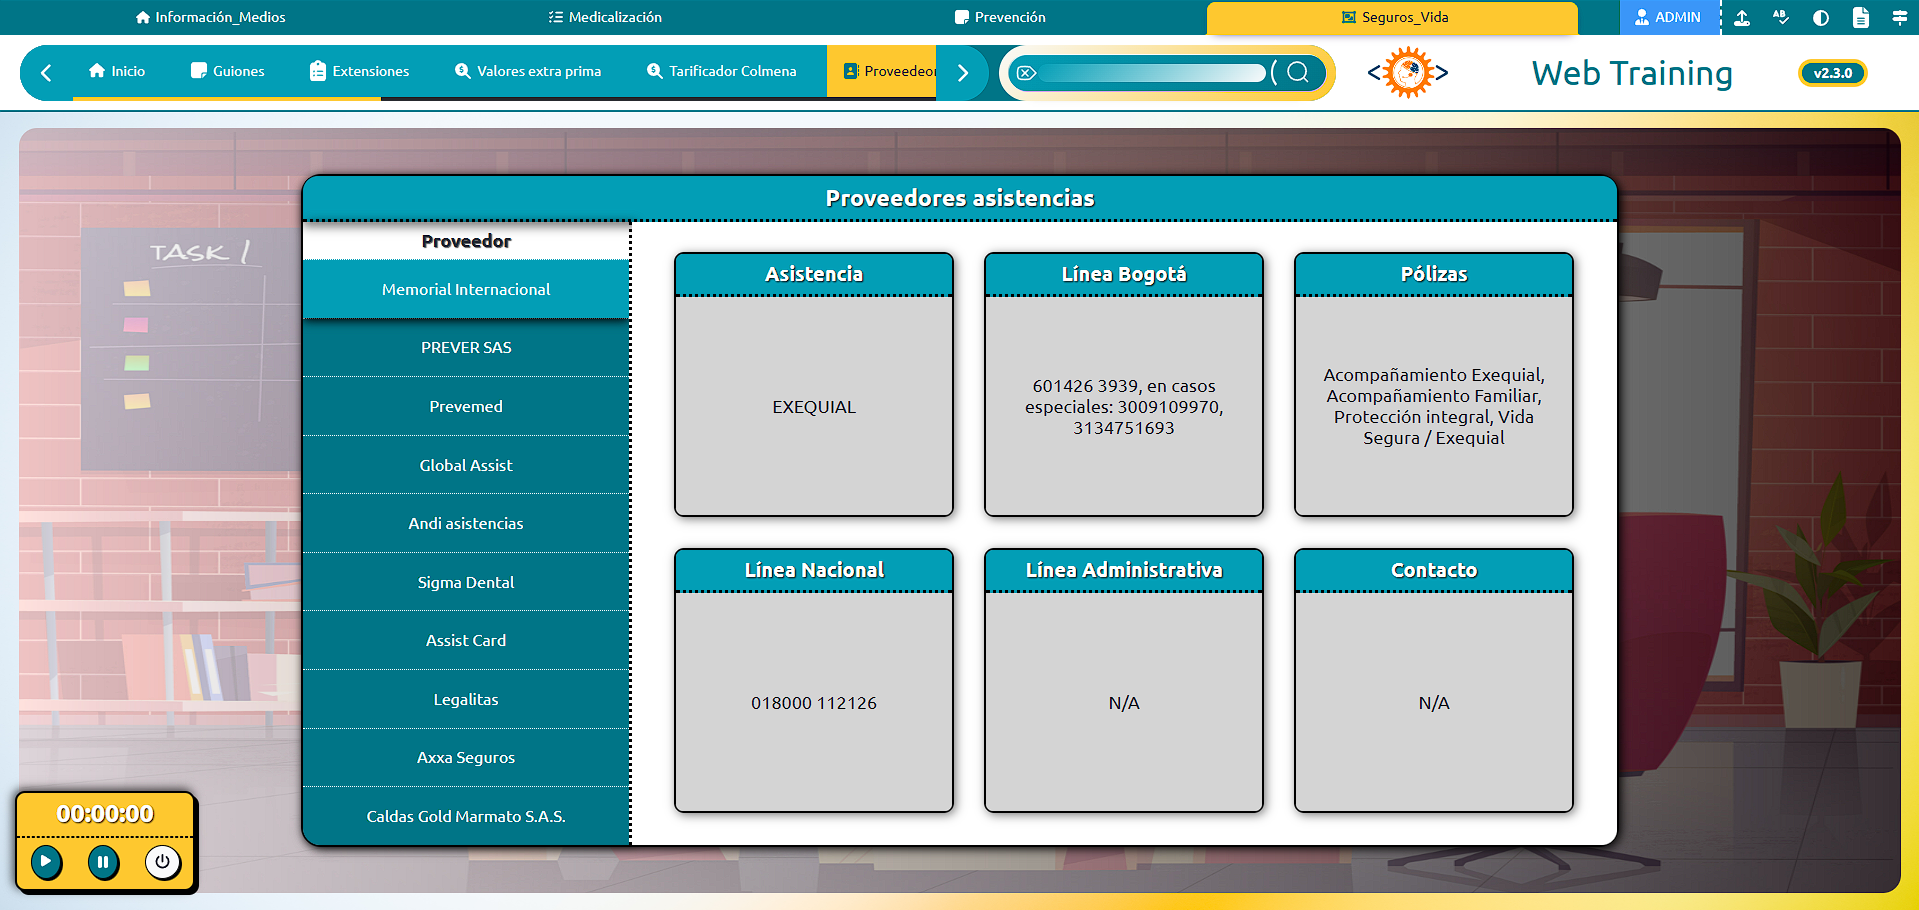 Información_Medios
Medicalización
Prevención
Seguros_Vida
ADMIN
Inicio
Guiones
Extensiones
Valores extra prima
Tarificador Colmena
Proveedor
Web Training
v2.3.0
TASK 1
Proveedores asistencias
Proveedor
Memorial Internacional
PREVER SAS
Prevemed
Global Assist
Andi asistencias
Sigma Dental
Assist Card
Legalitas
Axxa Seguros
Caldas Gold Marmato S.A.S.
Asistencia
EXEQUIAL
Línea Bogotá
601426 3939, en casos
especiales: 3009109970,
3134751693
Pólizas
Acompañamiento Exequial,
Acompañamiento Familiar,
Protección integral, Vida
Segura / Exequial
Línea Nacional
018000 112126
Línea Administrativa
N/A
Contacto
N/A
00:00:00